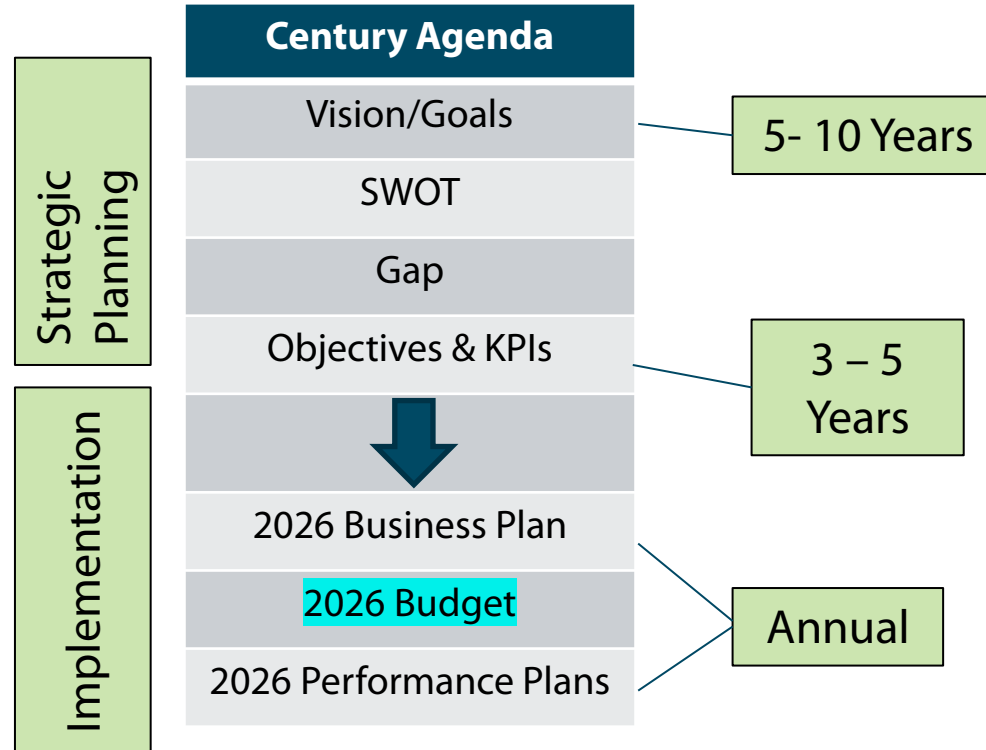 Century Agenda
Strategic
Planning
Vision/Goals
5- 10 Years
SWOT
Gap
Objectives & KPIs
3 – 5
Years
Implementation
2026 Business Plan
2026 Budget
Annual
2026 Performance Plans